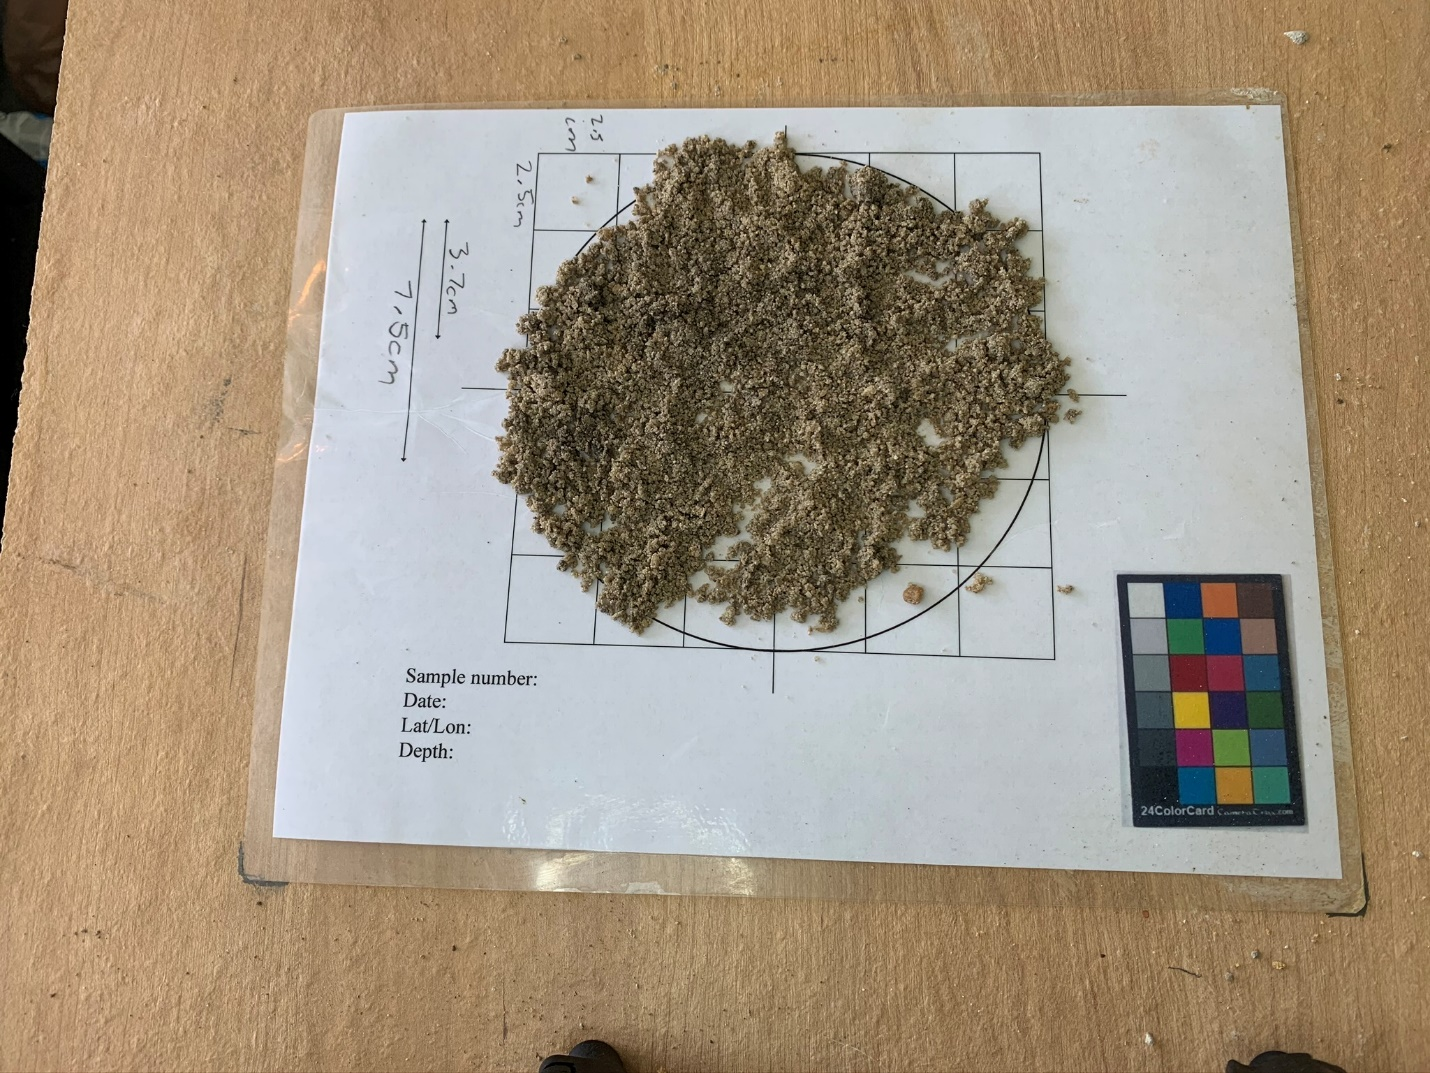 2.5
cm
2.5cm
3.7cm
7.5cm
Sample number:
Date:
Lat/Lon:
Depth:
24ColorCard